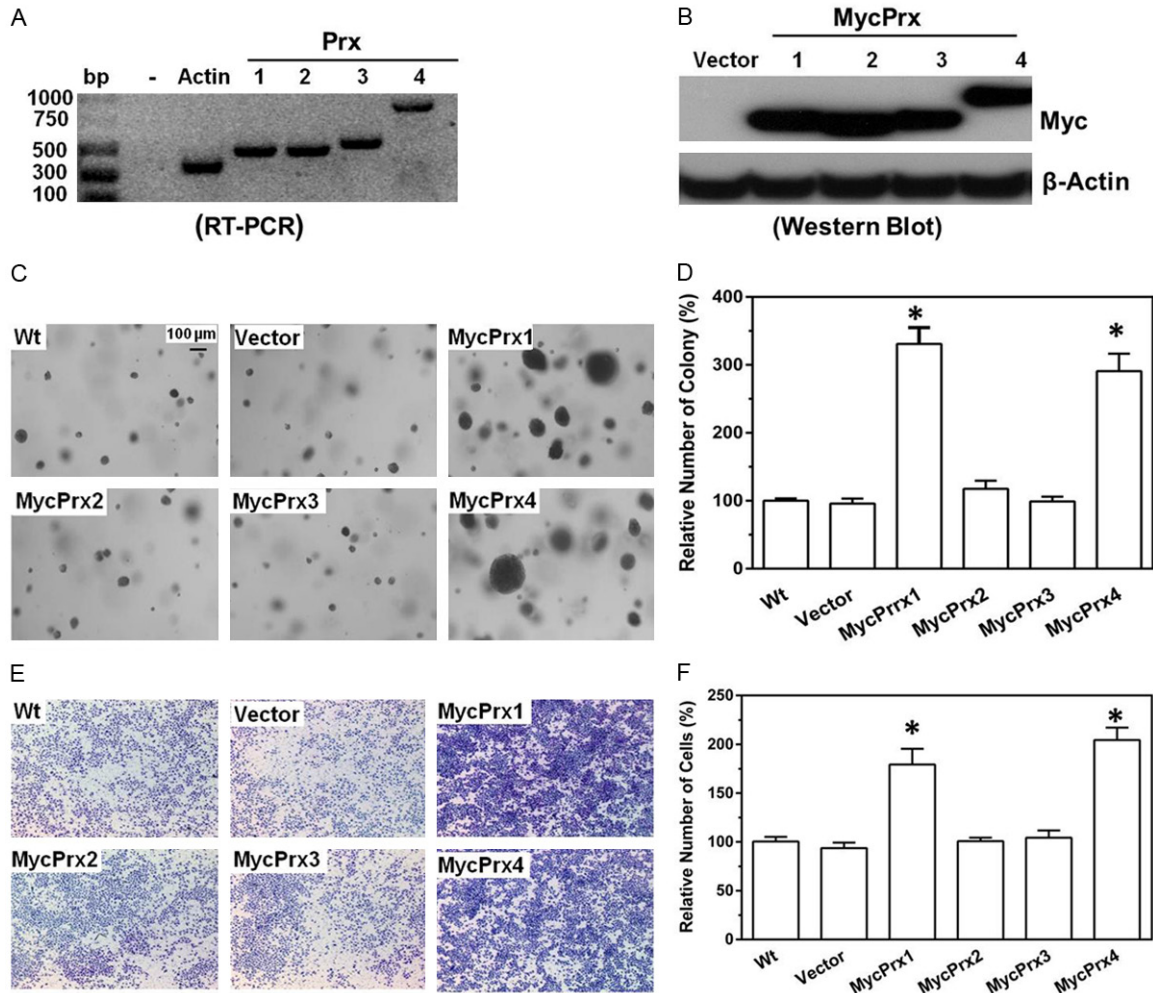 A
Prx
bp - Actin 1 2 3 4
1000
750
500
300
100
(RT-PCR)
B
MycPrx
Vector 1 2 3 4
Myc
β-Actin
(Western Blot)
C
Wt
100 µm
Vector
MycPrx1
MycPrx2
MycPrx3
MycPrx4
D
Relative Number of Colony (%)
400
300
200
100
0
* *
Wt
Vector
MycPrrx1
MycPrx2
MycPrx3
MycPrx4
E
Wt
Vector
MycPrx1
MycPrx2
MycPrx3
MycPrx4
F
Relative Number of Cells (%)
250
200
150
100
50
0
* *
Wt
Vector
MycPrx1
MycPrx2
MycPrx3
MycPrx4